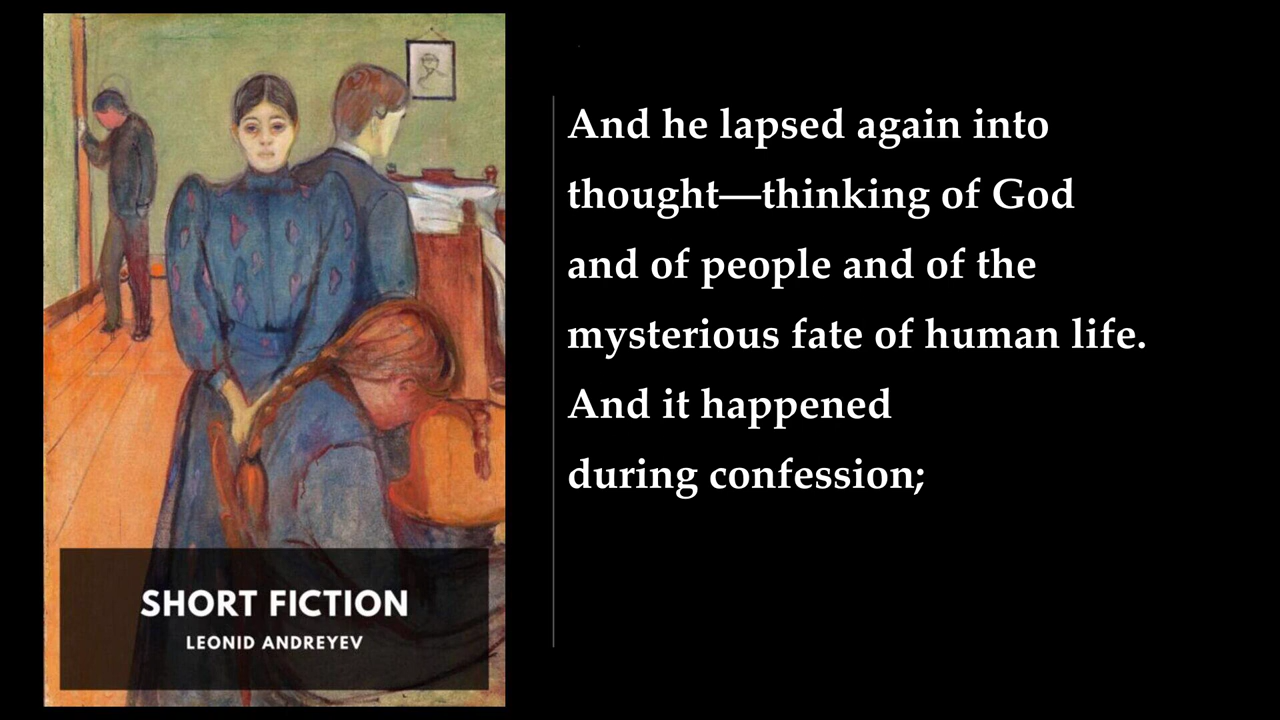 SHORT FICTION
LEONID ANDREYEV
And he lapsed again into
thought—thinking of God
and of people and of the
mysterious fate of human life.
And it happened
during confession;